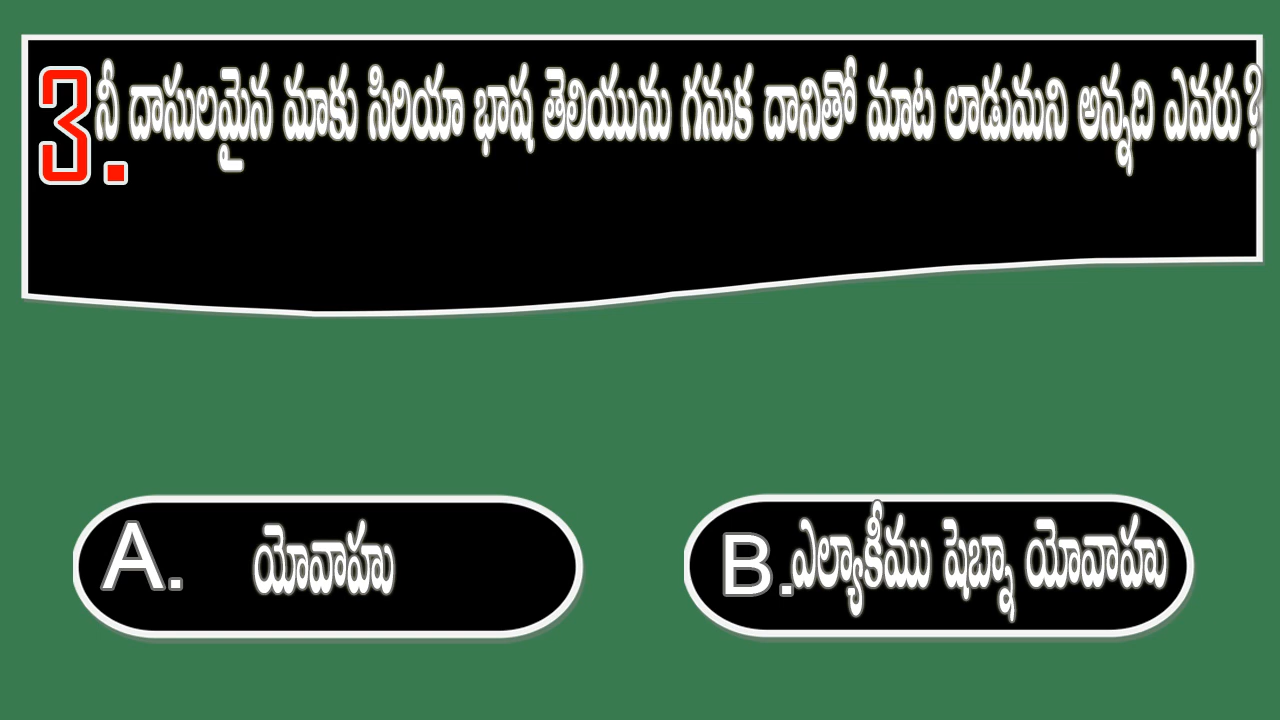 3. నీ దాసులమైన మాకు సిరియా భాష తెలియును గనుక దానితో మాట లాడుమని అన్నది ఎవరు ?
A. యోవాహు
B. ఎల్యాకీము షెబ్నా యోవాహు